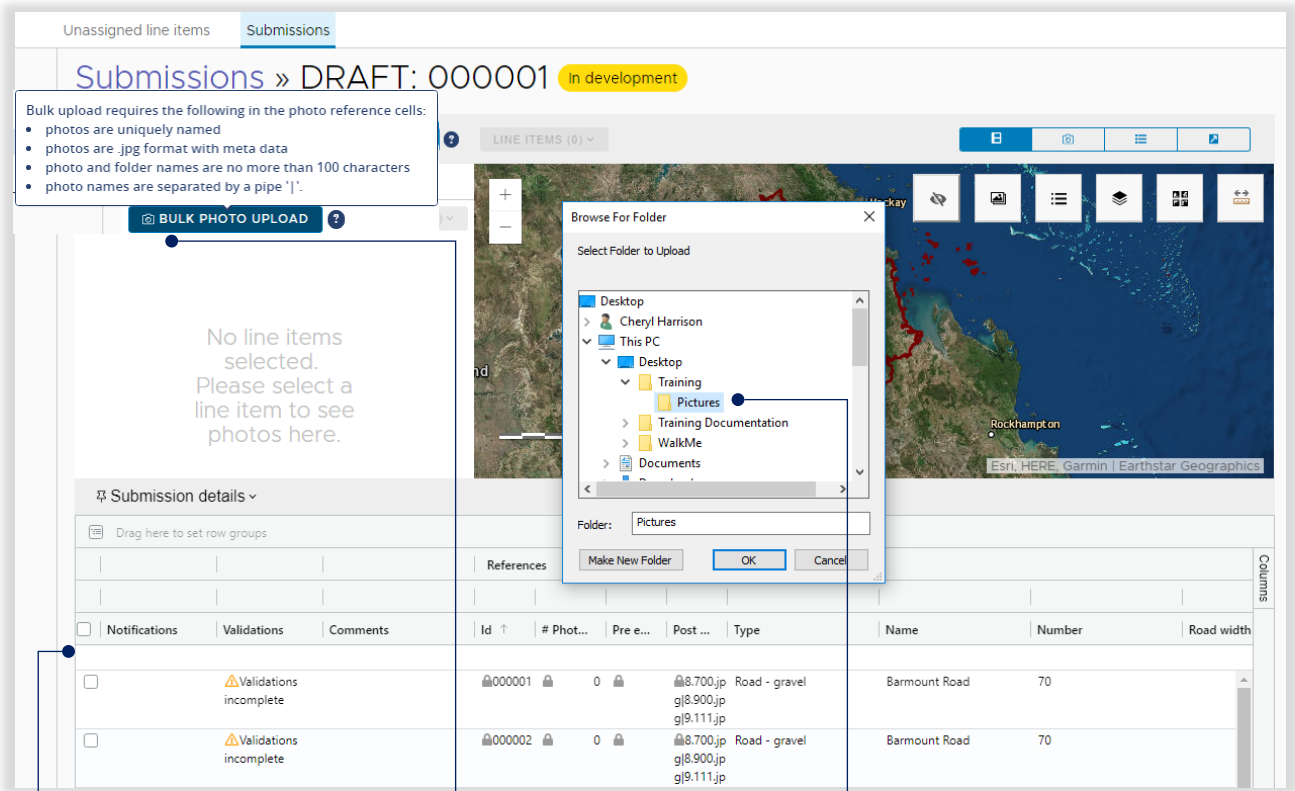 Unassigned line items
Submissions
Submissions » DRAFT: 000001 In development
Bulk upload requires the following in the photo reference cells:
• photos are uniquely named
• photos are .jpg format with meta data
• photo and folder names are no more than 100 characters
• photo names are separated by a pipe '|'.
? LINE ITEMS (0)
BULK PHOTO UPLOAD ?
No line items
selected.
Please select a
line item to see
photos here.
+
−
Mackay
Rockhampton
Esri, HERE, Garmin | Earthstar Geographics
Browse For Folder
Select Folder to Upload
Desktop
Cheryl Harrison
This PC
Desktop
Training
Pictures
Training Documentation
WalkMe
Documents
Folder: Pictures
Make New Folder OK Cancel
Submission details
Drag here to set row groups
References
Columns
Notifications Validations Comments Id ↑ # Phot... Pre e... Post ... Type Name Number Road width
Validations 000001 0 8.700.jp Road - gravel Barmount Road 70
incomplete g|8.900.jp
g|9.111.jp
Validations 000002 0 8.700.jp Road - gravel Barmount Road 70
incomplete g|8.900.jp
g|9.111.jp